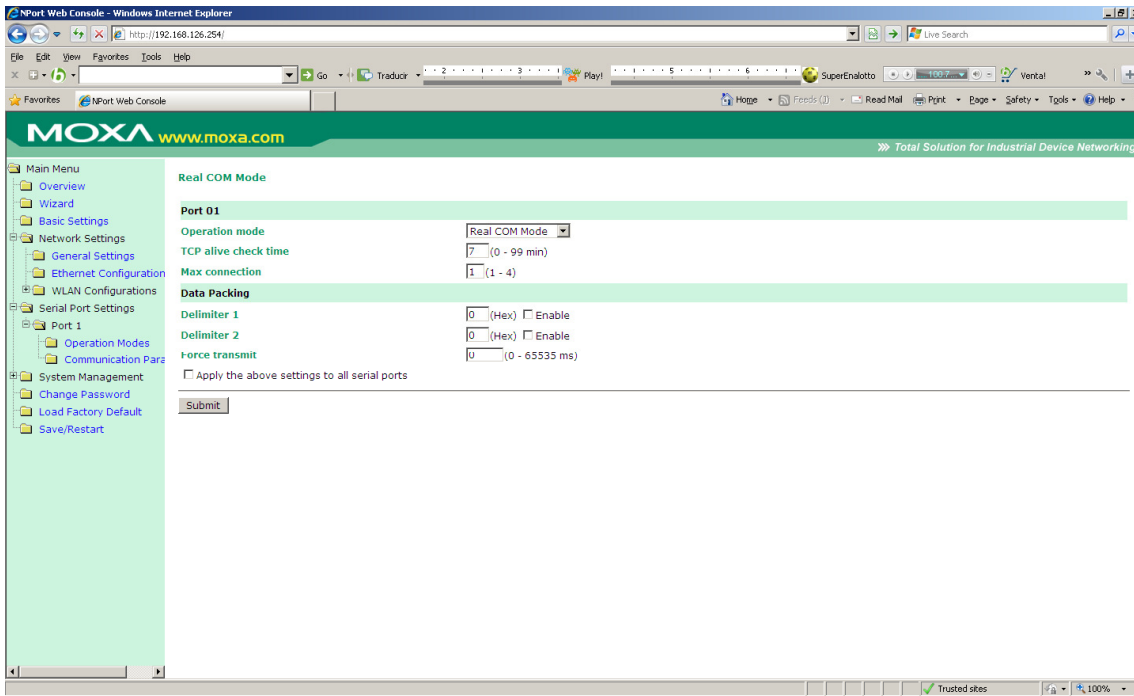 NPort Web Console - Windows Internet Explorer
http://192.168.126.254/
Live Search
File Edit View Favorites Tools Help
Go Traducir 2 3 Play! 5 6 SuperEnalotto 100.7 Venta! »
Favorites NPort Web Console Home Feeds (J) Read Mail Print Page Safety Tools Help
MOXA www.moxa.com
Total Solution for Industrial Device Networking
Main Menu
Overview
Wizard
Basic Settings
Network Settings
General Settings
Ethernet Configuration
WLAN Configurations
Serial Port Settings
Port 1
Operation Modes
Communication Para
System Management
Change Password
Load Factory Default
Save/Restart
Real COM Mode
Port 01
Operation mode Real COM Mode
TCP alive check time 7 (0 - 99 min)
Max connection 1 (1 - 4)
Data Packing
Delimiter 1 0 (Hex) Enable
Delimiter 2 0 (Hex) Enable
Force transmit 0 (0 - 65535 ms)
Apply the above settings to all serial ports
Submit
Trusted sites 100%